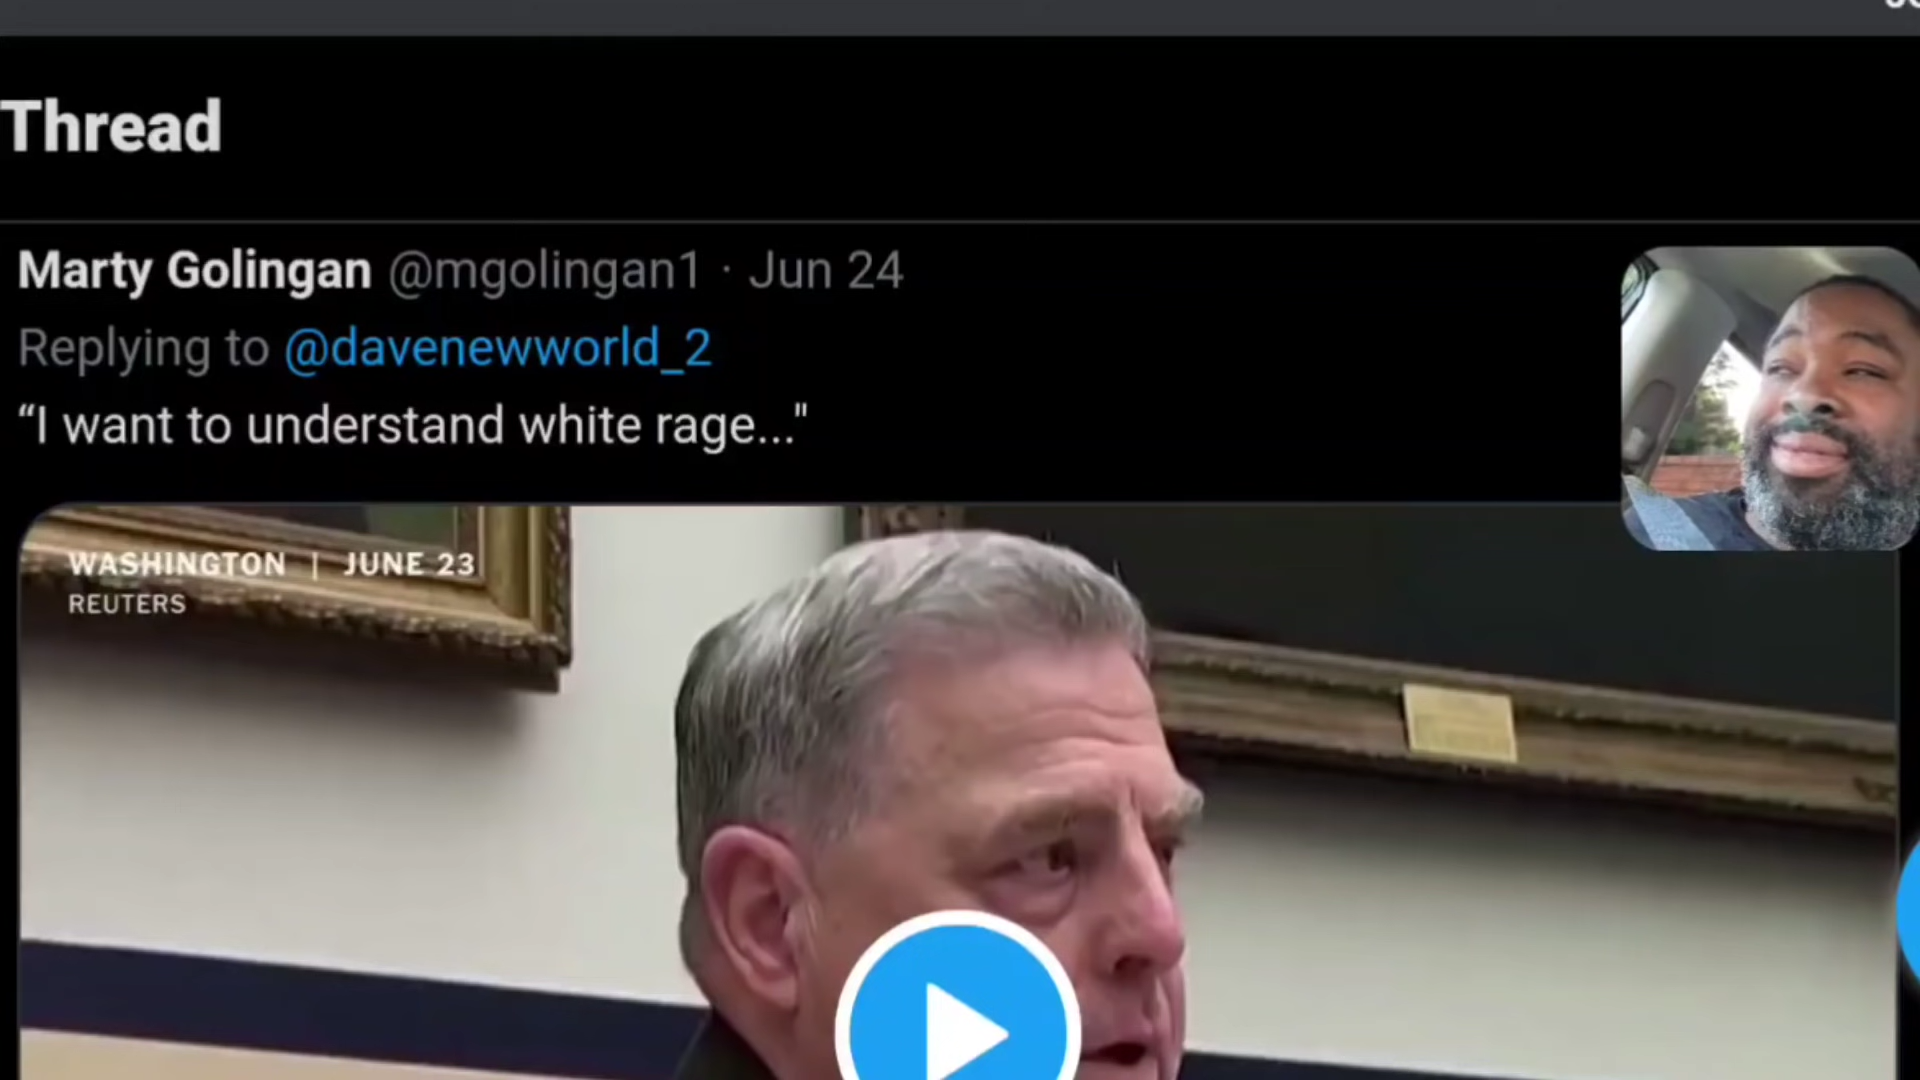 Thread
Marty Golingan @mgolingan1 · Jun 24
Replying to @davenewworld_2
“I want to understand white rage..."
WASHINGTON | JUNE 23
REUTERS